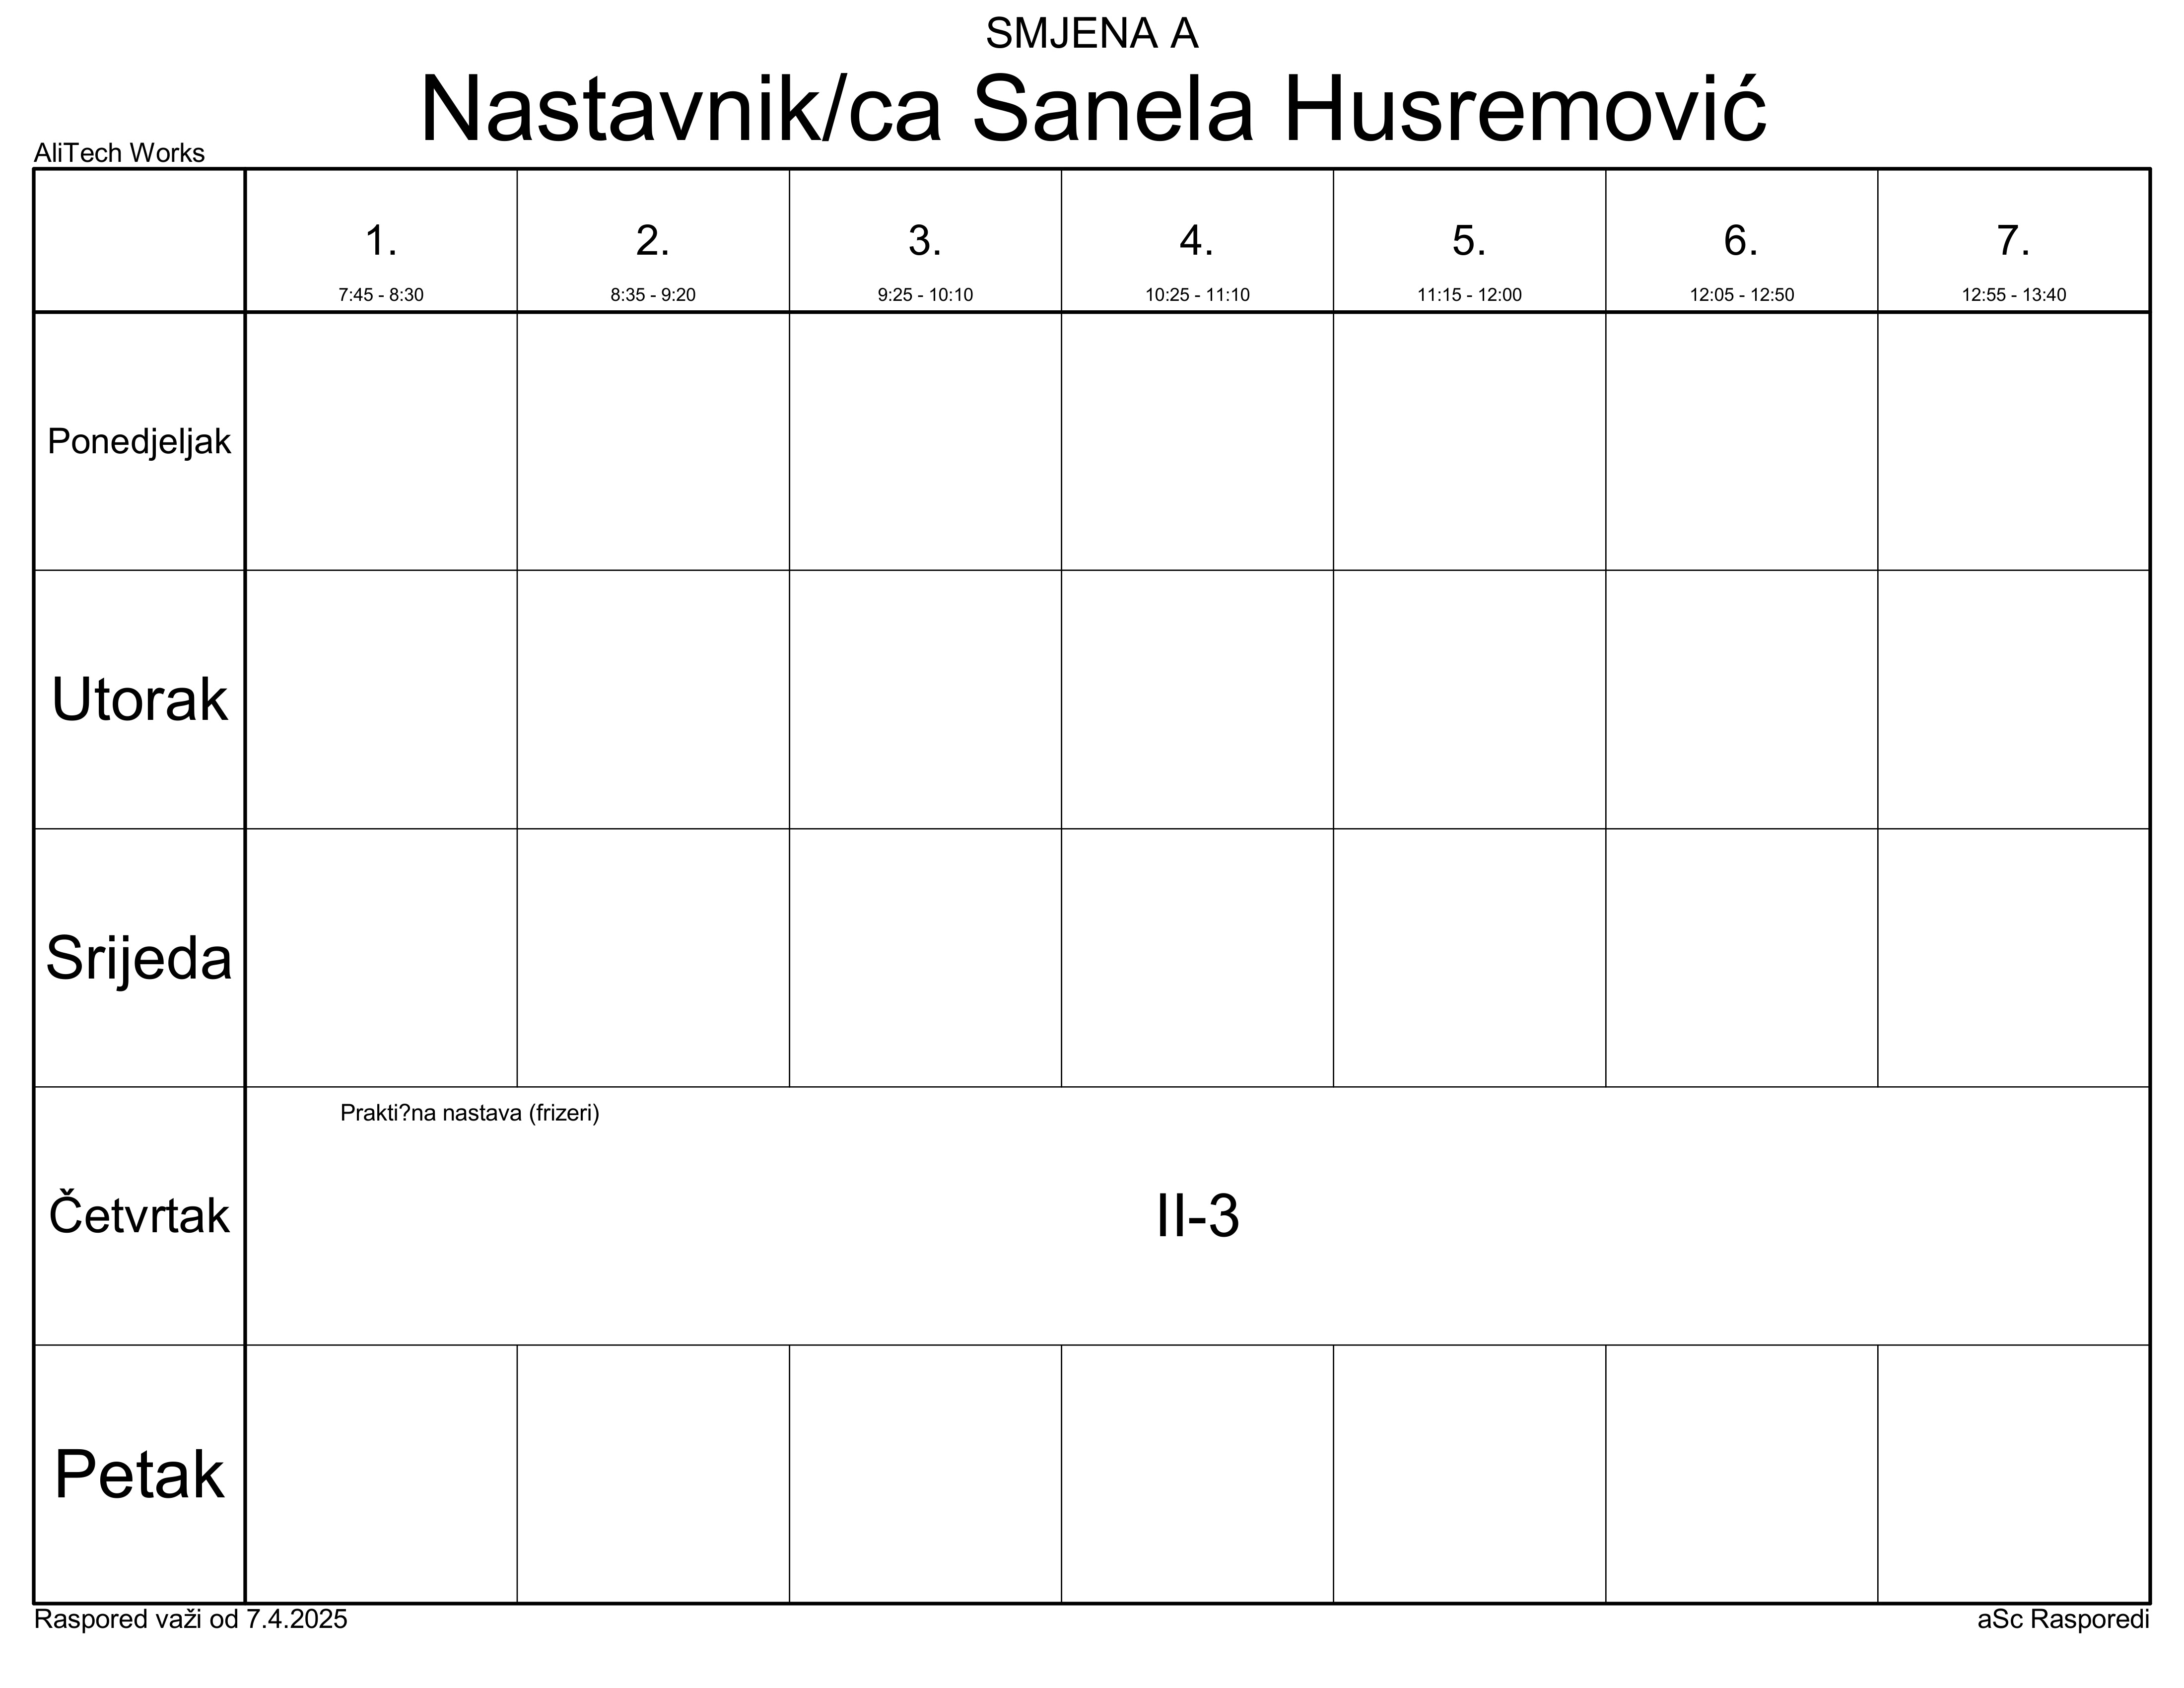 SMJENA A
Nastavnik/ca Sanela Husremović
AliTech Works
1.
7:45 - 8:30
2.
8:35 - 9:20
3.
9:25 - 10:10
4.
10:25 - 11:10
5.
11:15 - 12:00
6.
12:05 - 12:50
7.
12:55 - 13:40
Ponedjeljak
Utorak
Srijeda
Četvrtak
Prakti?na nastava (frizeri)
II-3
Petak
Raspored važi od 7.4.2025
aSc Rasporedi